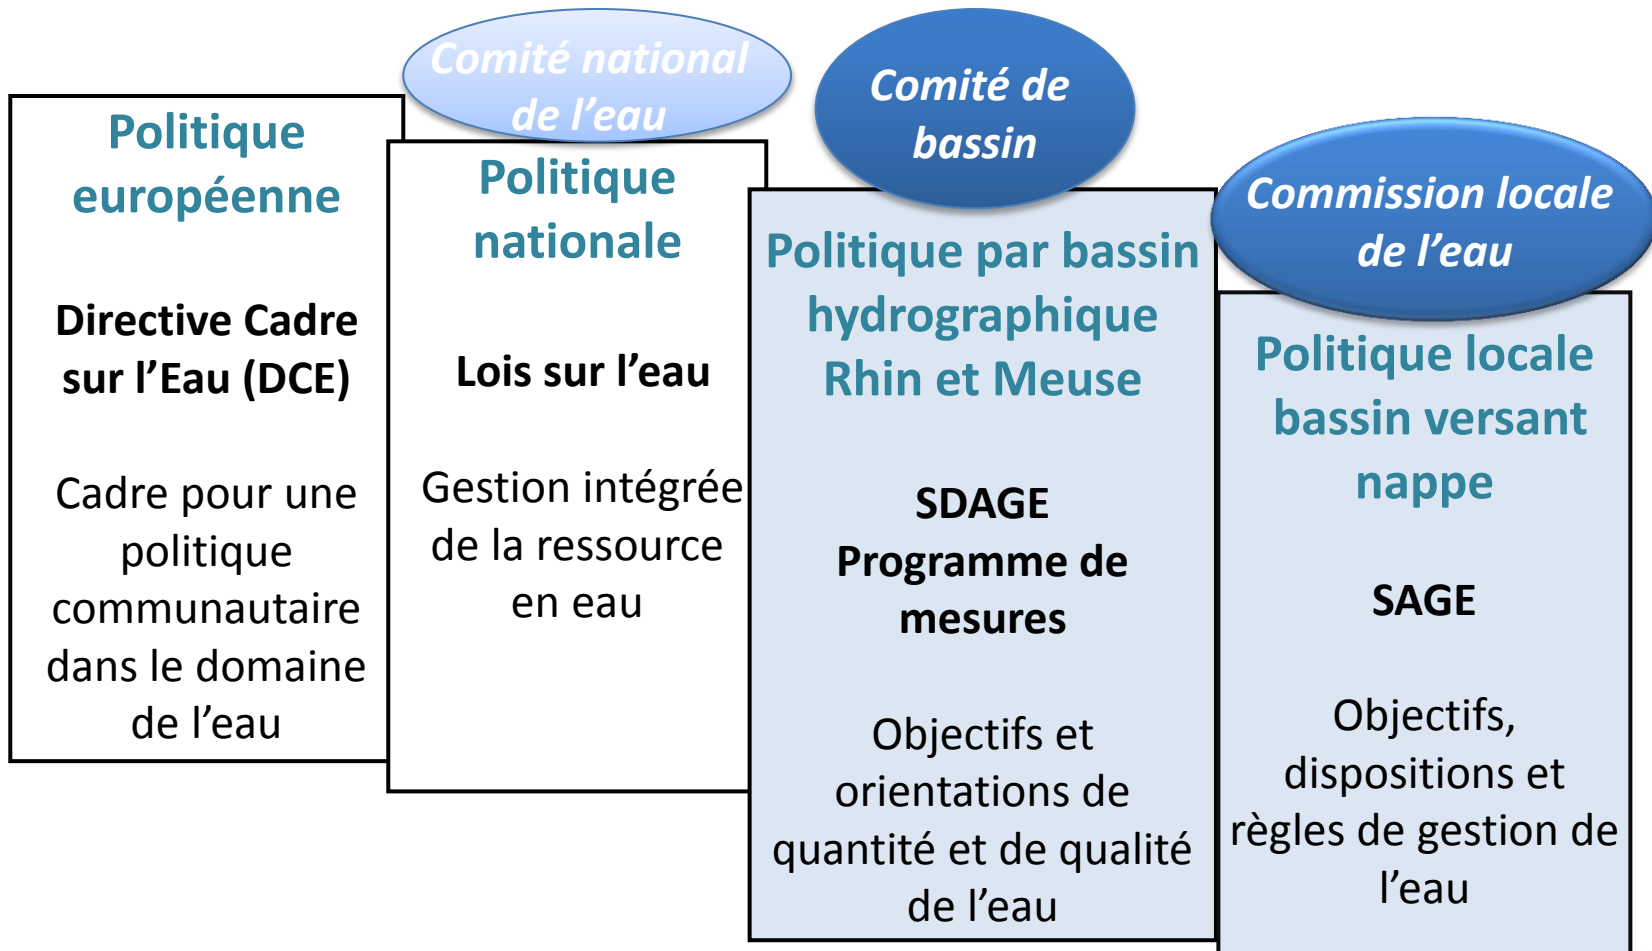 Politique
européenne
Directive Cadre
sur l’Eau (DCE)
Cadre pour une
politique
communautaire
dans le domaine
de l’eau
Comité national
de l’eau
Politique
nationale
Lois sur l’eau
Gestion intégrée
de la ressource
en eau
Comité de
bassin
Politique par bassin
hydrographique
Rhin et Meuse
SDAGE
Programme de
mesures
Objectifs et
orientations de
quantité et de qualité
de l’eau
Commission locale
de l’eau
Politique locale
bassin versant
nappe
SAGE
Objectifs,
dispositions et
règles de gestion de
l’eau